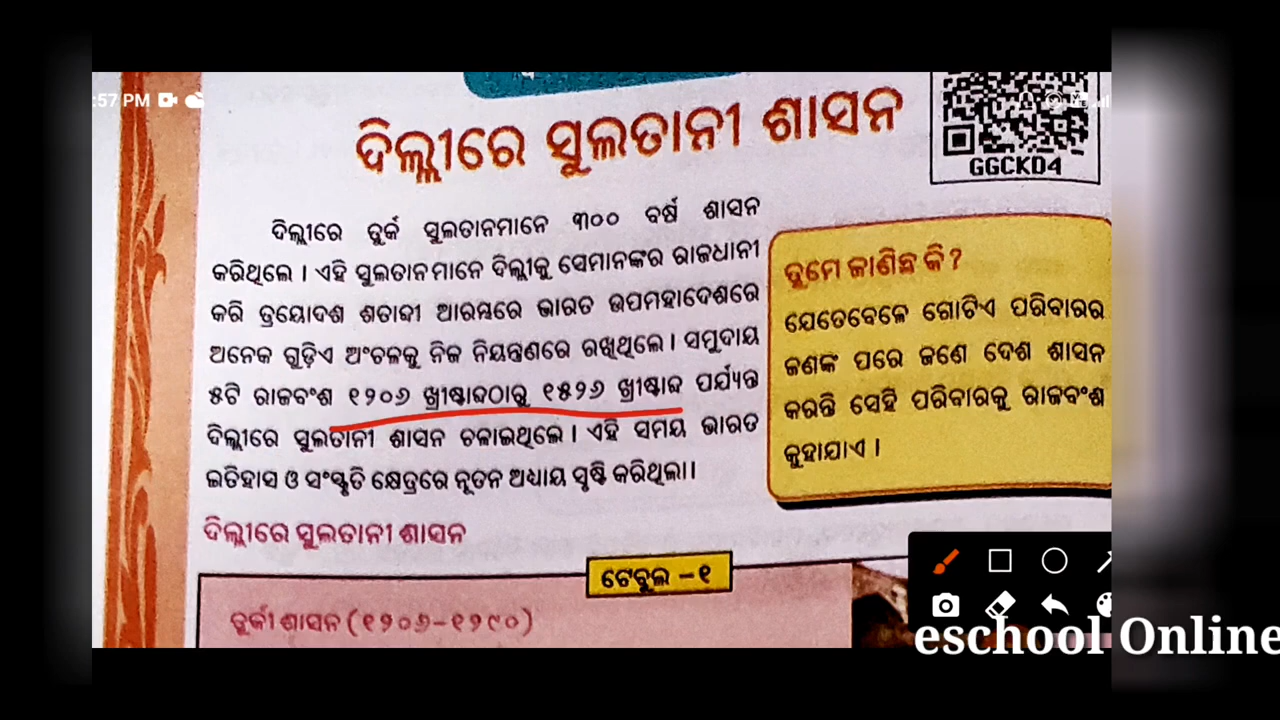 :57 PM
ଦିଲ୍ଲୀରେ ସୁଲତାନୀ ଶାସନ
GGCKD4
ଦିଲ୍ଲୀରେ ତୁର୍କ ସୁଲତାନମାନେ ୩୦୦ ବର୍ଷ ଶାସନ
କରିଥିଲେ । ଏହି ସୁଲତାନମାନେ ଦିଲ୍ଲୀକୁ ସେମାନଙ୍କର ରାଜଧାନୀ
କରି ତ୍ରୟୋଦଶ ଶତାବ୍ଦୀ ଆରମ୍ଭରେ ଭାରତ ଉପମହାଦେଶରେ
ଅନେକ ଗୁଡ଼ିଏ ଅଂଚଳକୁ ନିଜ ନିୟନ୍ତ୍ରଣରେ ରଖିଥିଲେ । ସମୁଦାୟ
୫ଟି ରାଜବଂଶ ୧୨୦୬ ଖ୍ରୀଷ୍ଟାବ୍ଦଠାରୁ ୧୫୨୬ ଖ୍ରୀଷ୍ଟାବ୍ଦ ପର୍ଯ୍ୟନ୍ତ
ଦିଲ୍ଲୀରେ ସୁଲତାନୀ ଶାସନ ଚଳାଇଥିଲେ । ଏହି ସମୟ ଭାରତ
ଇତିହାସ ଓ ସଂସ୍କୃତି କ୍ଷେତ୍ରରେ ନୂତନ ଅଧ୍ୟାୟ ସୃଷ୍ଟି କରିଥିଲା।
ତୁମେ ଜାଣିଛ କି ?
ଯେତେବେଳେ ଗୋଟିଏ ପରିବାରର
ଜଣଙ୍କ ପରେ ଜଣେ ଦେଶ ଶାସନ
କରନ୍ତି ସେହି ପରିବାରକୁ ରାଜବଂଶ
କୁହାଯାଏ ।
ଦିଲ୍ଲୀରେ ସୁଲତାନୀ ଶାସନ
ଟେବୁଲ -୧
ତୁର୍କୀ ଶାସନ (୧୨୦୬-୧୨୯୦)
eschool Online